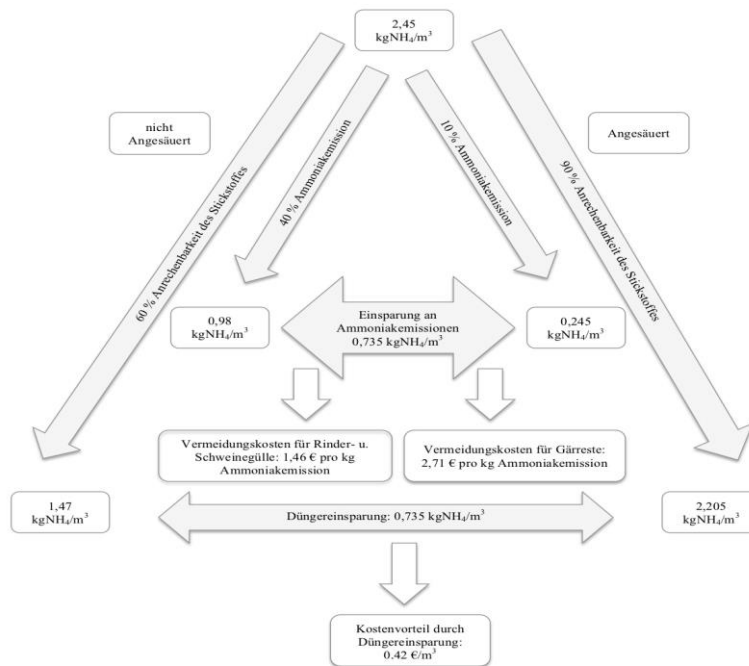 2,45
kgNH₄/m³
nicht
Angesäuert
Angesäuert
60 % Anrechenbarkeit des Stickstoffes
40 % Ammoniakemission
10 % Ammoniakemission
90 % Anrechenbarkeit des Stickstoffes
0,98
kgNH₄/m³
Einsparung an
Ammoniakemissionen
0,735 kgNH₄/m³
0,245
kgNH₄/m³
Vermeidungskosten für Rinder- u.
Schweinegülle: 1,46 € pro kg
Ammoniakemission
Vermeidungskosten für Gärreste:
2,71 € pro kg Ammoniakemission
1,47
kgNH₄/m³
Düngereinsparung: 0,735 kgNH₄/m³
2,205
kgNH₄/m³
Kostenvorteil durch
Düngereinsparung:
0.42 €/m³